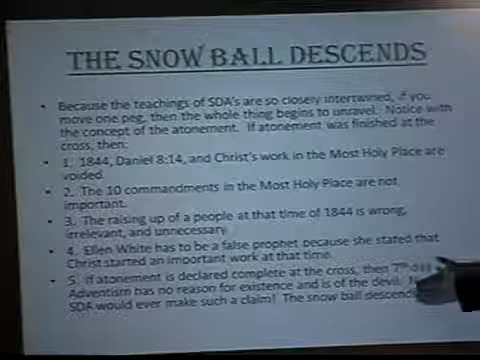 THE SNOW BALL DESCENDS
• Because the teachings of SDA's are so closely intertwined, if you
move one peg, then the whole thing begins to unravel. Notice with
the concept of the atonement. If atonement was finished at the
cross, then:
• 1. 1844, Daniel 8:14, and Christ's work in the Most Holy Place are
voided.
• 2. The 10 commandments in the Most Holy Place are not
important.
• 3. The raising up of a people at that time of 1844 is wrong,
irrelevant, and unnecessary
• 4. Ellen White has to be a false prophet because she stated that
Christ started an important work at that time.
• 5. If atonement is declared complete at the cross, then 7th
Adventism has no reason for existence and is of the devil.
SDA would ever make such a claim! The snow ball descends